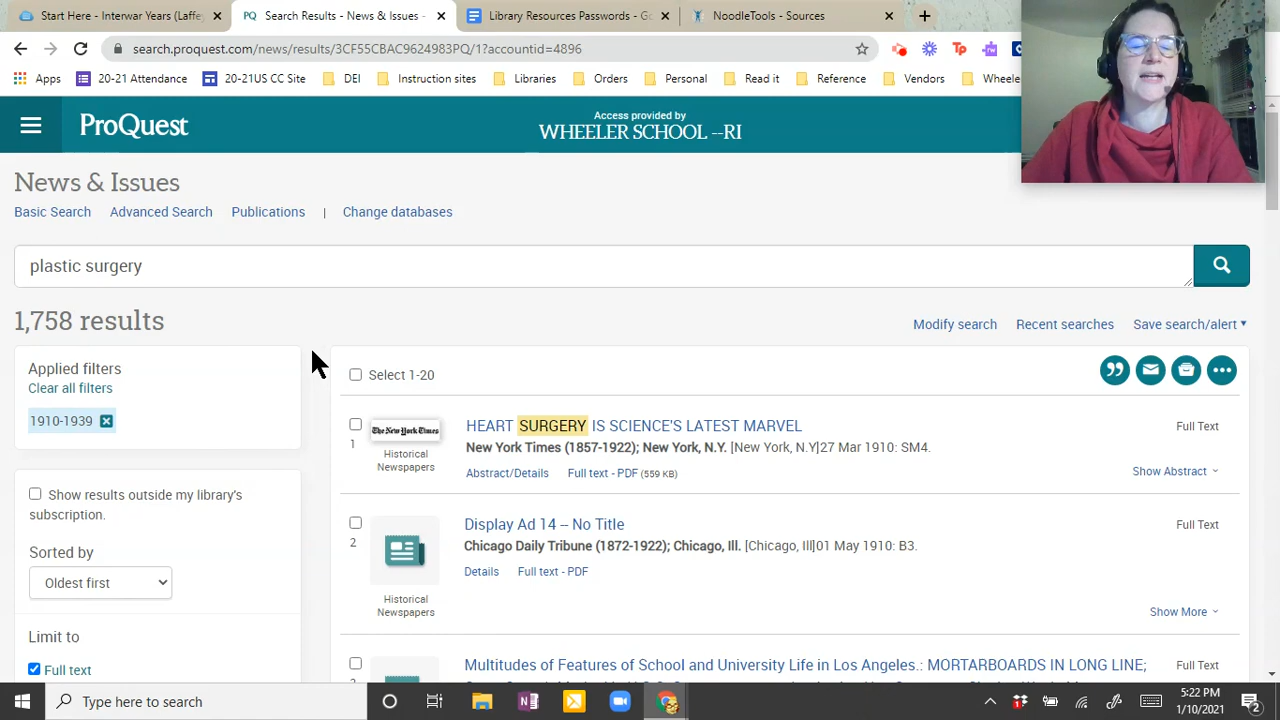 Start Here - Interwar Years (Laffe
PQ Search Results - News & Issues -
Library Resources Passwords - Go
NoodleTools - Sources
search.proquest.com/news/results/3CF55CBAC9624983PQ/1?accountid=4896
Apps 20-21 Attendance 20-21US CC Site DEI Instruction sites Libraries Orders Personal Read it Reference Vendors Wheele
ProQuest
Access provided by
WHEELER SCHOOL --RI
News & Issues
Basic Search Advanced Search Publications | Change databases
plastic surgery
1,758 results
Modify search Recent searches Save search/alert
Applied filters
Clear all filters
1910-1939
Show results outside my library's
subscription.
Sorted by
Oldest first
Limit to
Full text
Select 1-20
1
The New York Times
Historical
Newspapers
HEART SURGERY IS SCIENCE'S LATEST MARVEL
New York Times (1857-1922); New York, N.Y. [New York, N.Y]27 Mar 1910: SM4.
Abstract/Details Full text - PDF (559 KB)
Full Text
Show Abstract
2
Historical
Newspapers
Display Ad 14 -- No Title
Chicago Daily Tribune (1872-1922); Chicago, Ill. [Chicago, Ill]01 May 1910: B3.
Details Full text - PDF
Full Text
Show More
Multitudes of Features of School and University Life in Los Angeles.: MORTARBOARDS IN LONG LINE;
Full Text
Type here to search
5:22 PM
1/10/2021
2